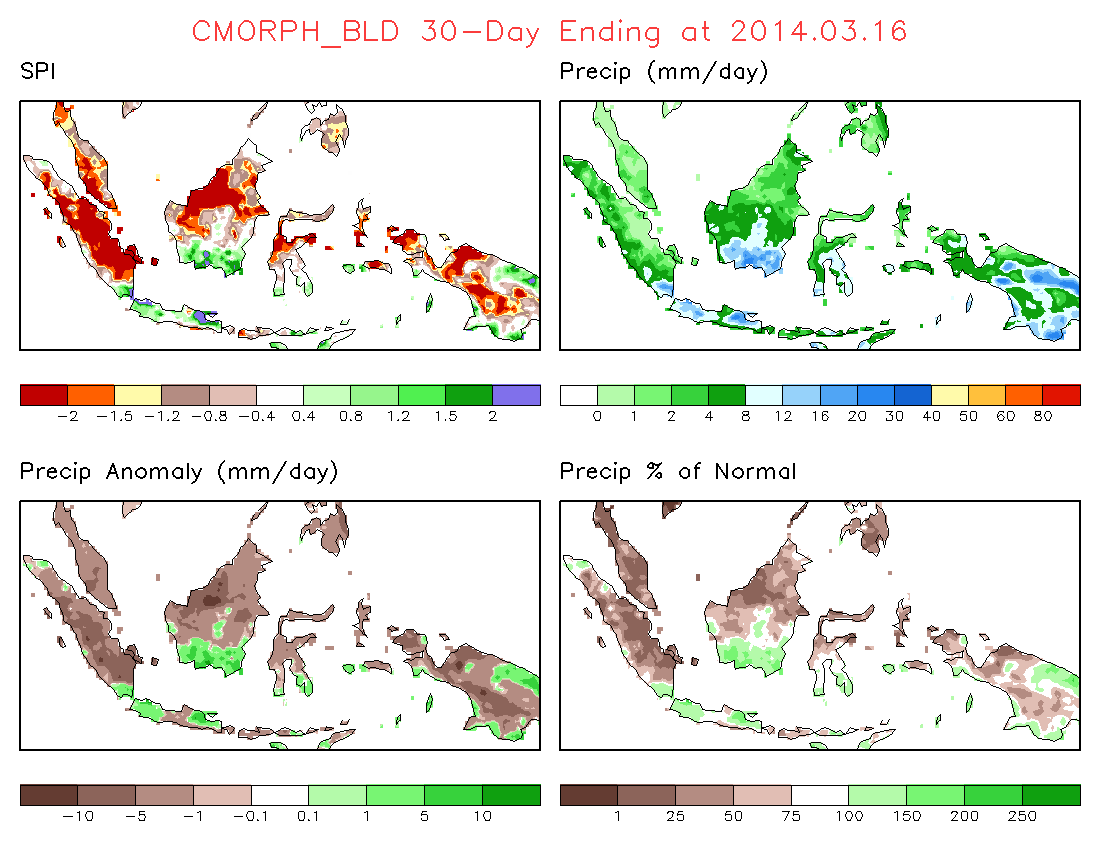 CMORPH_BLD 30-Day Ending at 2014.03.16
SPI
Precip (mm/day)
-2 -1.5 -1.2 -0.8 -0.4 0.4 0.8 1.2 1.5 2
0 1 2 4 8 12 16 20 30 40 50 60 80
Precip Anomaly (mm/day)
Precip % of Normal
-10 -5 -1 -0.1 0.1 1 5 10
1 25 50 75 100 150 200 250